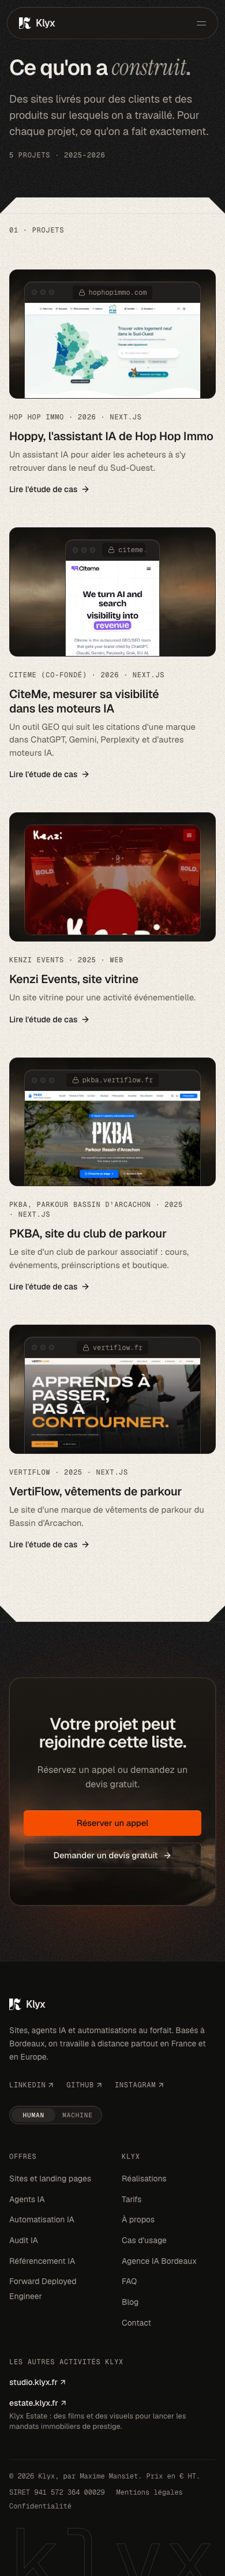 Klyx
Ce qu'on a construit.
Des sites livrés pour des clients et des
produits sur lesquels on a travaillé. Pour
chaque projet, ce qu'on a fait exactement.
5 PROJETS · 2025-2026
01 · PROJETS
hophopimmo.com
Trouver votre logement neuf
dans le Sud-Ouest
HOP HOP IMMO · 2026 · NEXT.JS
Hoppy, l'assistant IA de Hop Hop Immo
Un assistant IA pour aider les acheteurs à s'y
retrouver dans le neuf du Sud-Ouest.
Lire l'étude de cas →
citeme.
Citeme
We turn AI and
search
visibility into
revenue
CITEME (CO-FONDÉ) · 2026 · NEXT.JS
CiteMe, mesurer sa visibilité
dans les moteurs IA
Un outil GEO qui suit les citations d'une marque
dans ChatGPT, Gemini, Perplexity et d'autres
moteurs IA.
Lire l'étude de cas →
Kenzi
BOLD.
KENZI EVENTS · 2025 · WEB
Kenzi Events, site vitrine
Un site vitrine pour une activité événementielle.
Lire l'étude de cas →
pkba.vertiflow.fr
PKBA
Parkour Bassin d'Arcachon
PKBA, PARKOUR BASSIN D'ARCACHON · 2025
· NEXT.JS
PKBA, site du club de parkour
Le site d'un club de parkour associatif : cours,
événements, préinscriptions et boutique.
Lire l'étude de cas →
vertiflow.fr
APPRENDS À
PASSER,
PAS À
CONTOURNER.
VERTIFLOW · 2025 · NEXT.JS
VertiFlow, vêtements de parkour
Le site d'une marque de vêtements de parkour du
Bassin d'Arcachon.
Lire l'étude de cas →
Votre projet peut
rejoindre cette liste.
Réservez un appel ou demandez un
devis gratuit.
Réserver un appel
Demander un devis gratuit →
Klyx
Sites, agents IA et automatisations au forfait. Basés à
Bordeaux, on travaille à distance partout en France et
en Europe.
LINKEDIN ↗ GITHUB ↗ INSTAGRAM ↗
HUMAN MACHINE
OFFRES
Sites et landing pages
Agents IA
Automatisation IA
Audit IA
Référencement IA
Forward Deployed
Engineer
KLYX
Réalisations
Tarifs
À propos
Cas d'usage
Agence IA Bordeaux
FAQ
Blog
Contact
LES AUTRES ACTIVITÉS KLYX
studio.klyx.fr ↗
estate.klyx.fr ↗
Klyx Estate : des films et des visuels pour lancer les
mandats immobiliers de prestige.
© 2026 Klyx, par Maxime Mansiet. Prix en € HT.
SIRET 941 572 364 00029 Mentions légales
Confidentialité
klyx